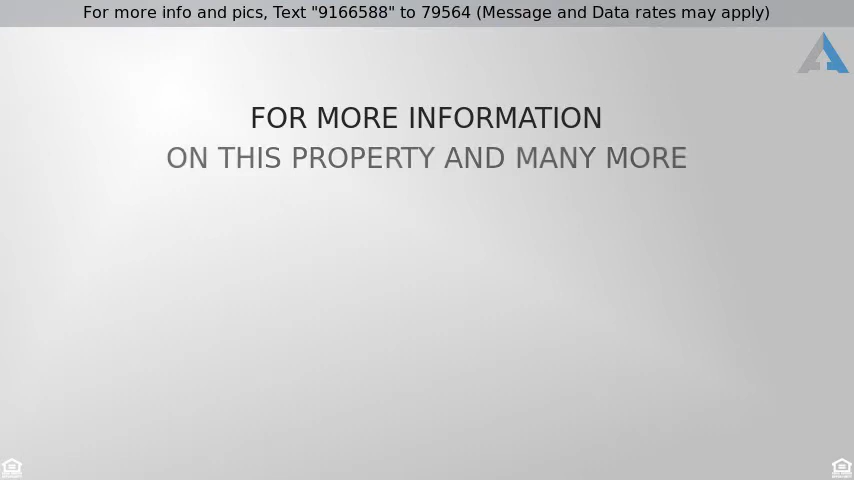 For more info and pics, Text "9166588" to 79564 (Message and Data rates may apply)
FOR MORE INFORMATION
ON THIS PROPERTY AND MANY MORE